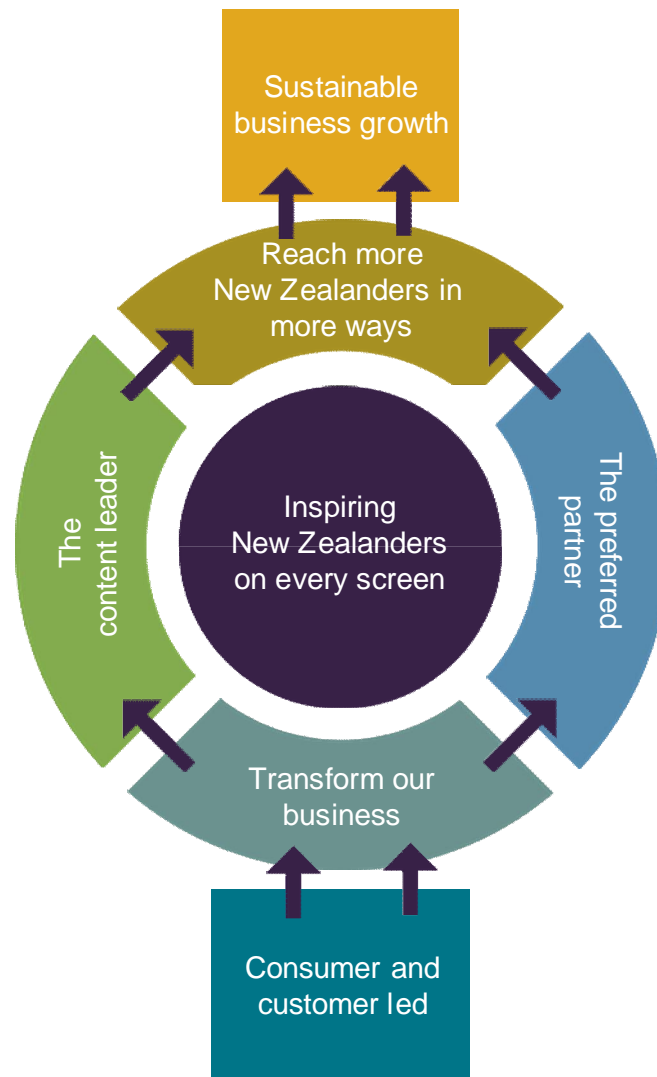 Sustainable
business growth
Reach more
New Zealanders in
more ways
The
content leader
Inspiring
New Zealanders
on every screen
The preferred
partner
Transform our
business
Consumer and
customer led